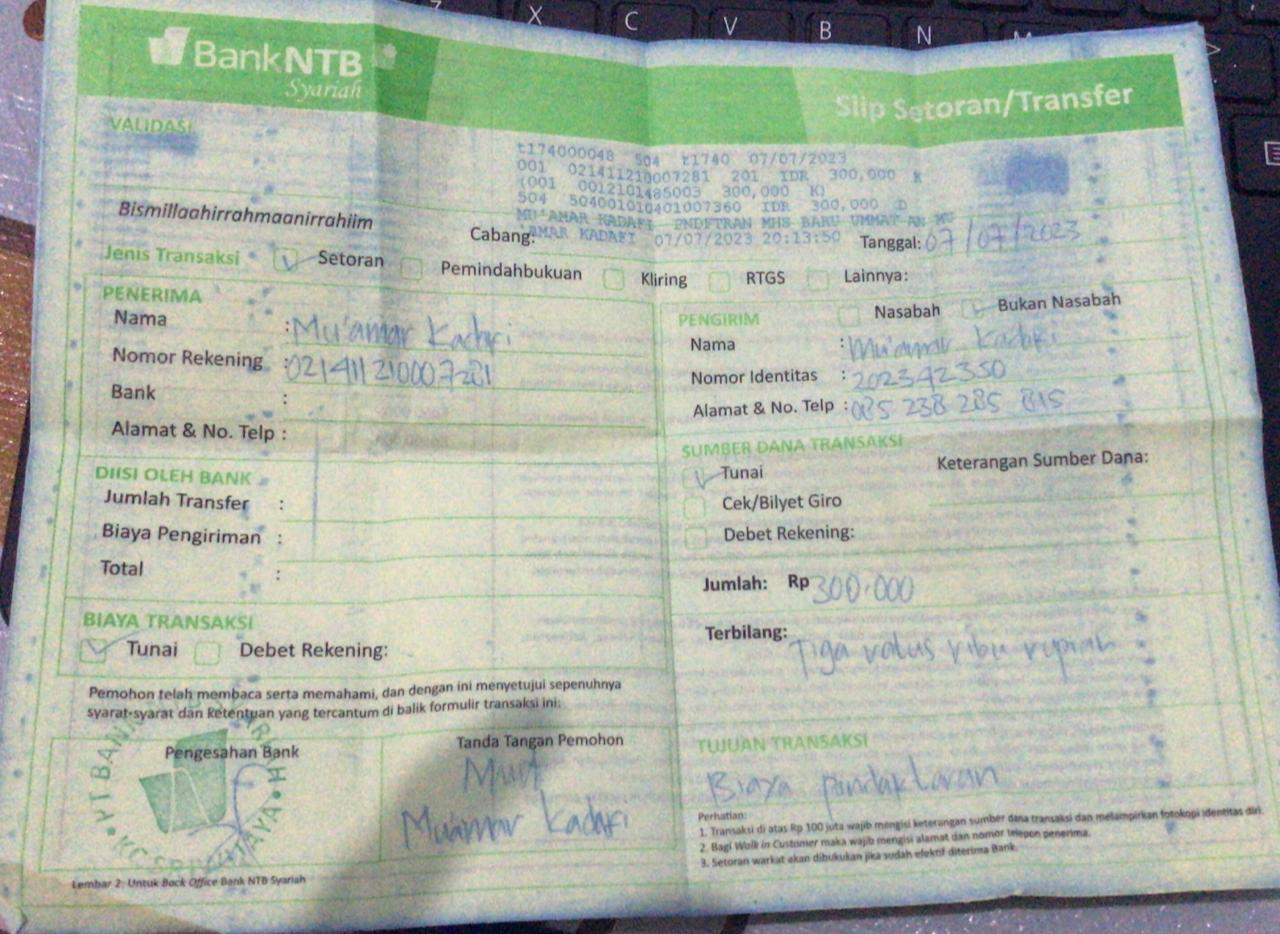 X C V B N M
BankNTB
Syariah
Slip Setoran/Transfer
VALIDASI
t174000048 504 t1740 07/07/2023
001 021411210007281 201 IDR 300,000 K
(001 0012101485003 300,000 K)
504 504001010401007360 IDR 300,000 D
MU'AMAR KADAFI PNDFTRAN MHS BARU UMMAT AN
AMAR KADAFI 07/07/2023 20:13:50
Bismillaahirrahmaanirrahiim
Cabang:
Tanggal: 07/07/2023
Jenis Transaksi Setoran Pemindahbukuan Kliring RTGS Lainnya:
PENERIMA
Nama : Mu'amar Kadafi
Nomor Rekening : 021411210007281
Bank :
Alamat & No. Telp :
PENGIRIM Nasabah Bukan Nasabah
Nama : Mu'amar Kadafi
Nomor Identitas : 202342350
Alamat & No. Telp : 085 238 285 815
DIISI OLEH BANK
Jumlah Transfer :
Biaya Pengiriman :
Total :
SUMBER DANA TRANSAKSI
Tunai Keterangan Sumber Dana:
Cek/Bilyet Giro
Debet Rekening:
Jumlah: Rp 300.000
Terbilang: Tiga ratus ribu rupiah
BIAYA TRANSAKSI
Tunai Debet Rekening:
Pemohon telah membaca serta memahami, dan dengan ini menyetujui sepenuhnya
syarat-syarat dan Ketentuan yang tercantum di balik formulir transaksi ini:
Pengesahan Bank
Tanda Tangan Pemohon
Mu'amar Kadafi
TUJUAN TRANSAKSI
Biaya pindaktaran
Perhatian:
1. Transaksi di atas Rp 100 juta wajib mengisi keterangan sumber dana transaksi dan melampirkan fotokopi identitas diri.
2. Bagi Walk in Customer maka wajib mengisi alamat dan nomor telepon penerima.
3. Setoran warkat akan dibukukan jika sudah efektif diterima Bank.
Lembar 2: Untuk Back Office Bank NTB Syariah